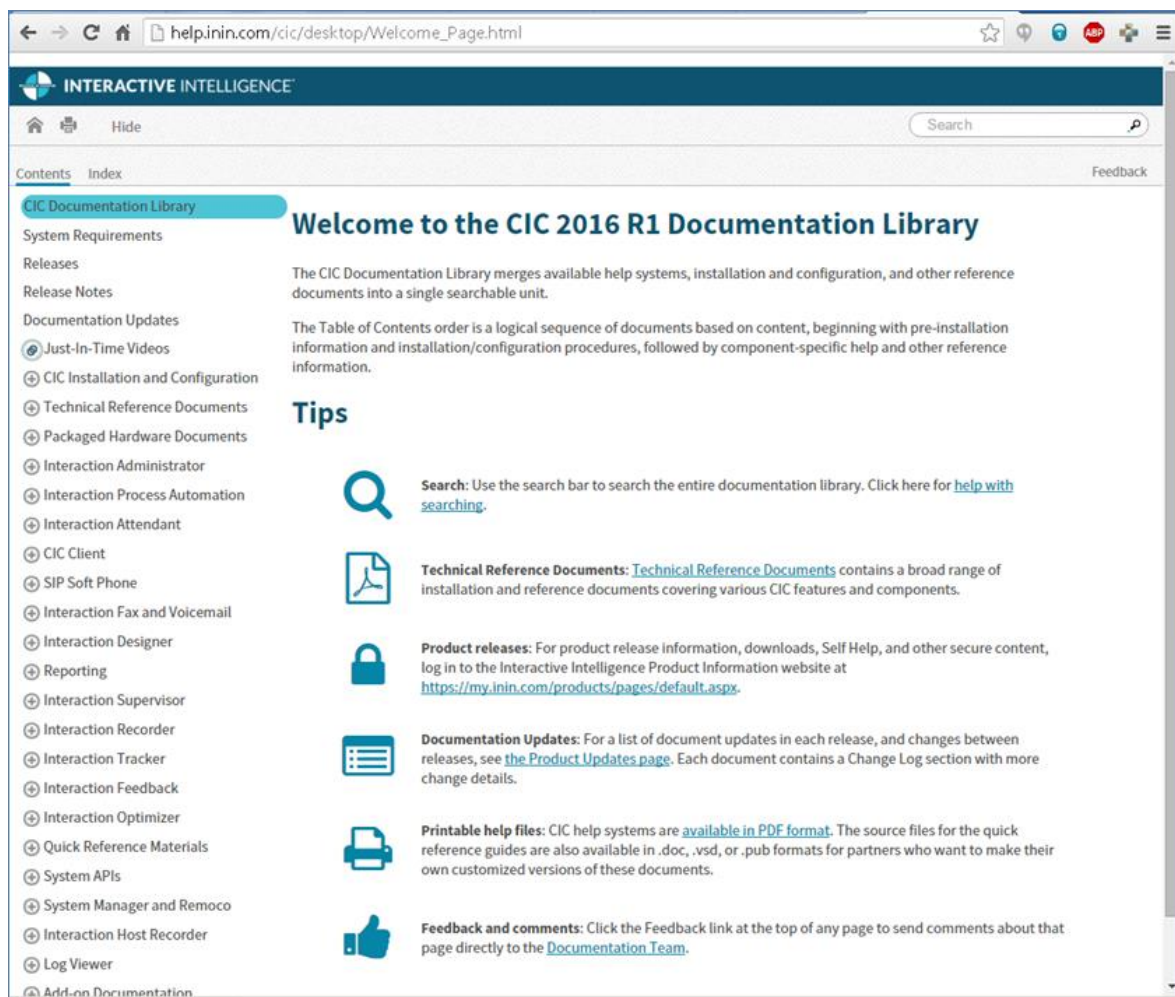 help.inin.com/cic/desktop/Welcome_Page.html
ABP
INTERACTIVE INTELLIGENCE
Hide
Search
Contents Index
Feedback
CIC Documentation Library
System Requirements
Releases
Release Notes
Documentation Updates
Just-In-Time Videos
CIC Installation and Configuration
Technical Reference Documents
Packaged Hardware Documents
Interaction Administrator
Interaction Process Automation
Interaction Attendant
CIC Client
SIP Soft Phone
Interaction Fax and Voicemail
Interaction Designer
Reporting
Interaction Supervisor
Interaction Recorder
Interaction Tracker
Interaction Feedback
Interaction Optimizer
Quick Reference Materials
System APIs
System Manager and Remoco
Interaction Host Recorder
Log Viewer
Add-on Documentation
Welcome to the CIC 2016 R1 Documentation Library
The CIC Documentation Library merges available help systems, installation and configuration, and other reference
documents into a single searchable unit.
The Table of Contents order is a logical sequence of documents based on content, beginning with pre-installation
information and installation/configuration procedures, followed by component-specific help and other reference
information.
Tips
Search: Use the search bar to search the entire documentation library. Click here for help with
searching.
Technical Reference Documents: Technical Reference Documents contains a broad range of
installation and reference documents covering various CIC features and components.
Product releases: For product release information, downloads, Self Help, and other secure content,
log in to the Interactive Intelligence Product Information website at
https://my.inin.com/products/pages/default.aspx.
Documentation Updates: For a list of document updates in each release, and changes between
releases, see the Product Updates page. Each document contains a Change Log section with more
change details.
Printable help files: CIC help systems are available in PDF format. The source files for the quick
reference guides are also available in .doc, .vsd, or .pub formats for partners who want to make their
own customized versions of these documents.
Feedback and comments: Click the Feedback link at the top of any page to send comments about that
page directly to the Documentation Team.